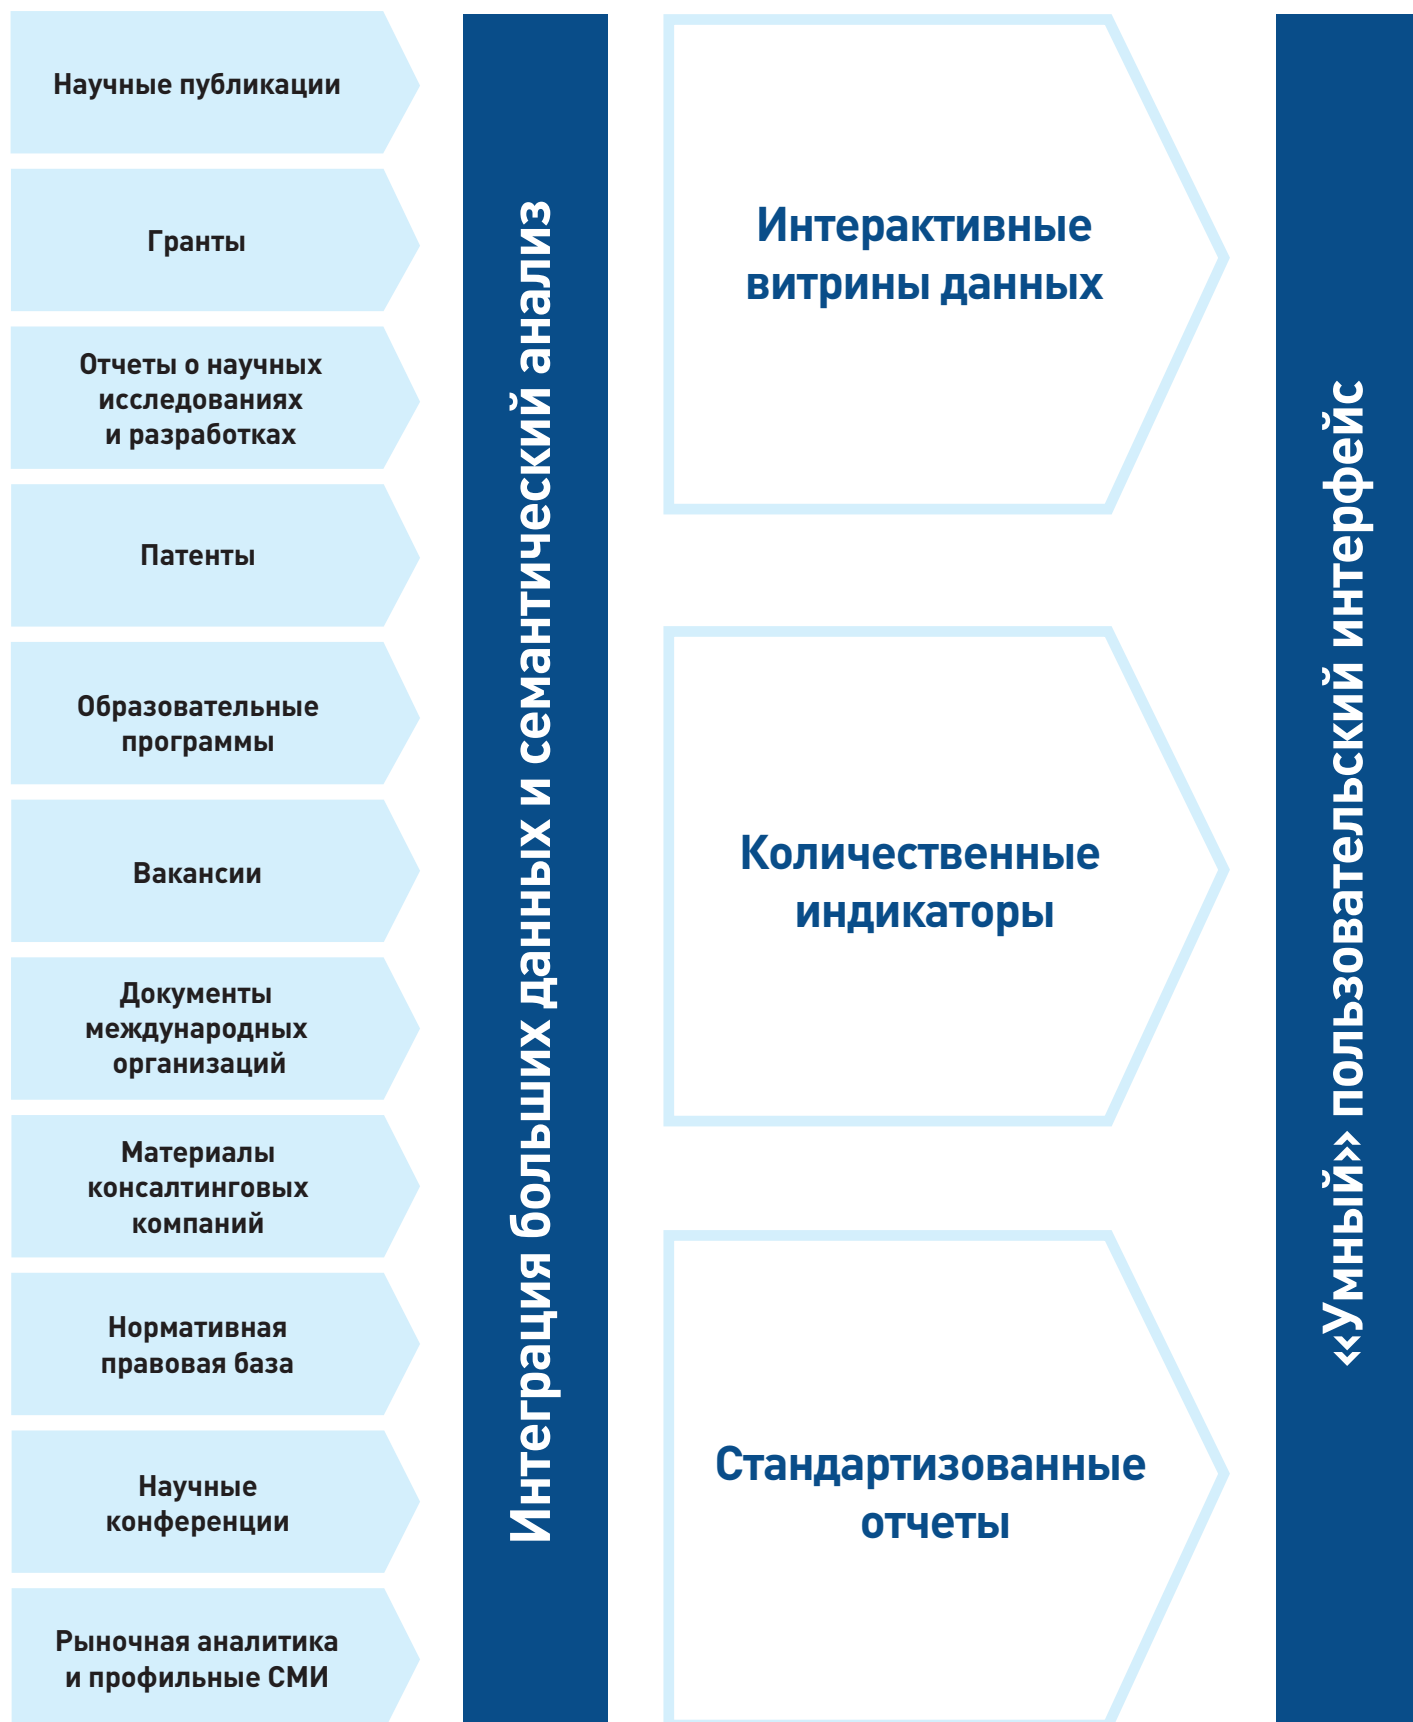 Научные публикации
Гранты
Отчеты о научных
исследованиях
и разработках
Патенты
Образовательные
программы
Вакансии
Документы
международных
организаций
Материалы
консалтинговых
компаний
Нормативная
правовая база
Научные
конференции
Рыночная аналитика
и профильные СМИ
Интеграция больших данных и семантический анализ
Интерактивные
витрины данных
Количественные
индикаторы
Стандартизованные
отчеты
«Умный» пользовательский интерфейс